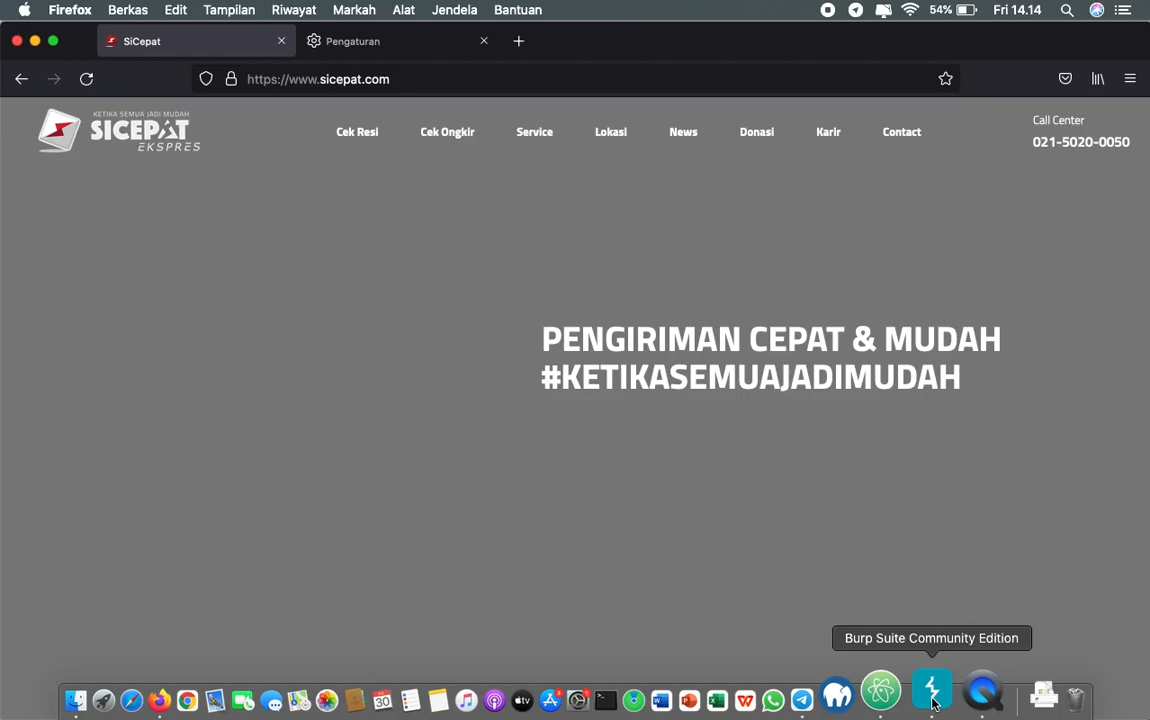 Firefox Berkas Edit Tampilan Riwayat Markah Alat Jendela Bantuan 54% Fri 14.14
SiCepat Pengaturan
https://www.sicepat.com
KETIKA SEMUA JADI MUDAH
SICEPAT
EKSPRES
Cek Resi Cek Ongkir Service Lokasi News Donasi Karir Contact
Call Center
021-5020-0050
PENGIRIMAN CEPAT & MUDAH
#KETIKASEMUAJADIMUDAH
Burp Suite Community Edition
30
tv